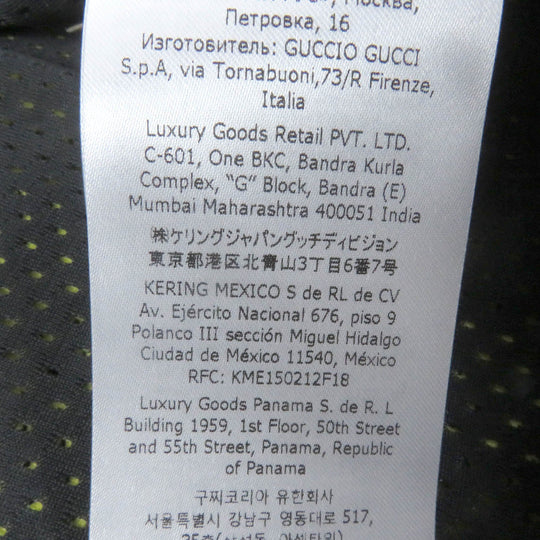 Москва,
Петровка, 16
Изготовитель: GUCCIO GUCCI
S.p.A, via Tornabuoni,73/R Firenze,
Italia
Luxury Goods Retail PVT. LTD.
C-601, One BKC, Bandra Kurla
Complex, “G” Block, Bandra (E)
Mumbai Maharashtra 400051 India
㈱ケリングジャパングッチディビジョン
東京都港区北青山3丁目6番7号
KERING MEXICO S de RL de CV
Av. Ejército Nacional 676, piso 9
Polanco III sección Miguel Hidalgo
Ciudad de México 11540, México
RFC: KME150212F18
Luxury Goods Panama S. de R. L
Building 1959, 1st Floor, 50th Street
and 55th Street, Panama, Republic
of Panama
구찌코리아 유한회사
서울특별시 강남구 영동대로 517,